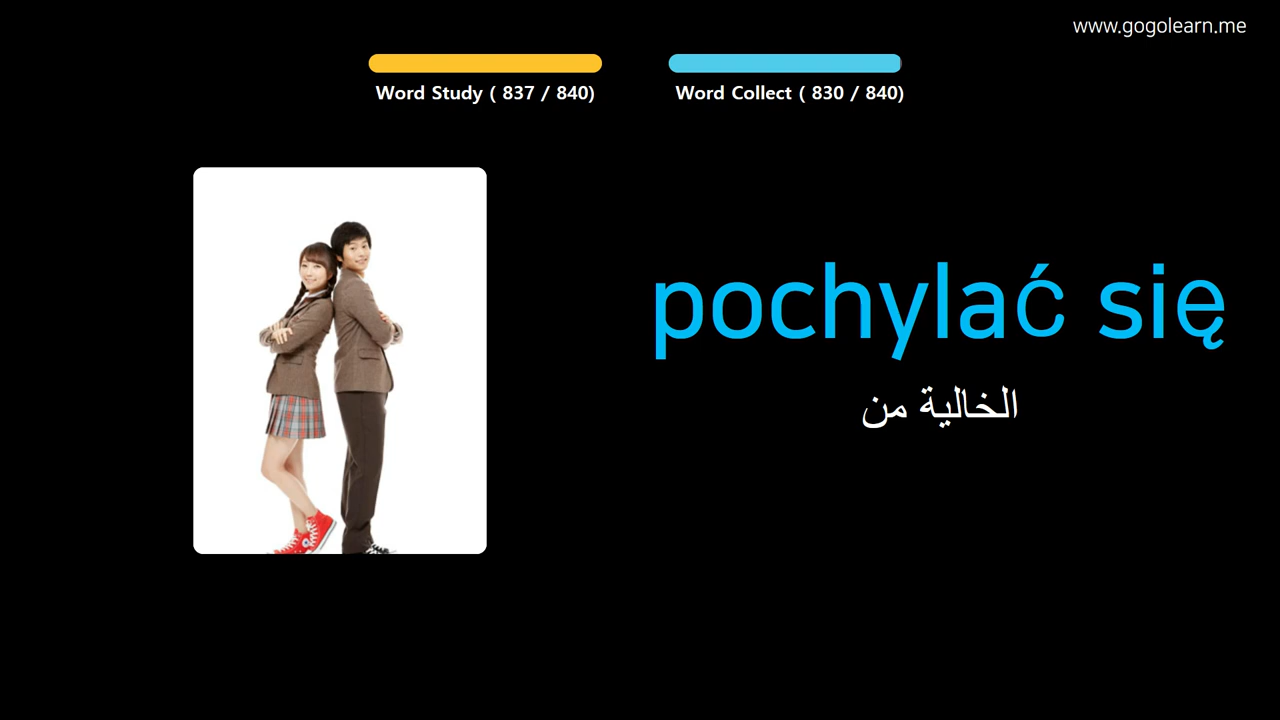 www.gogolearn.me
Word Study ( 837 / 840)
Word Collect ( 830 / 840)
pochylać się
الخالية من